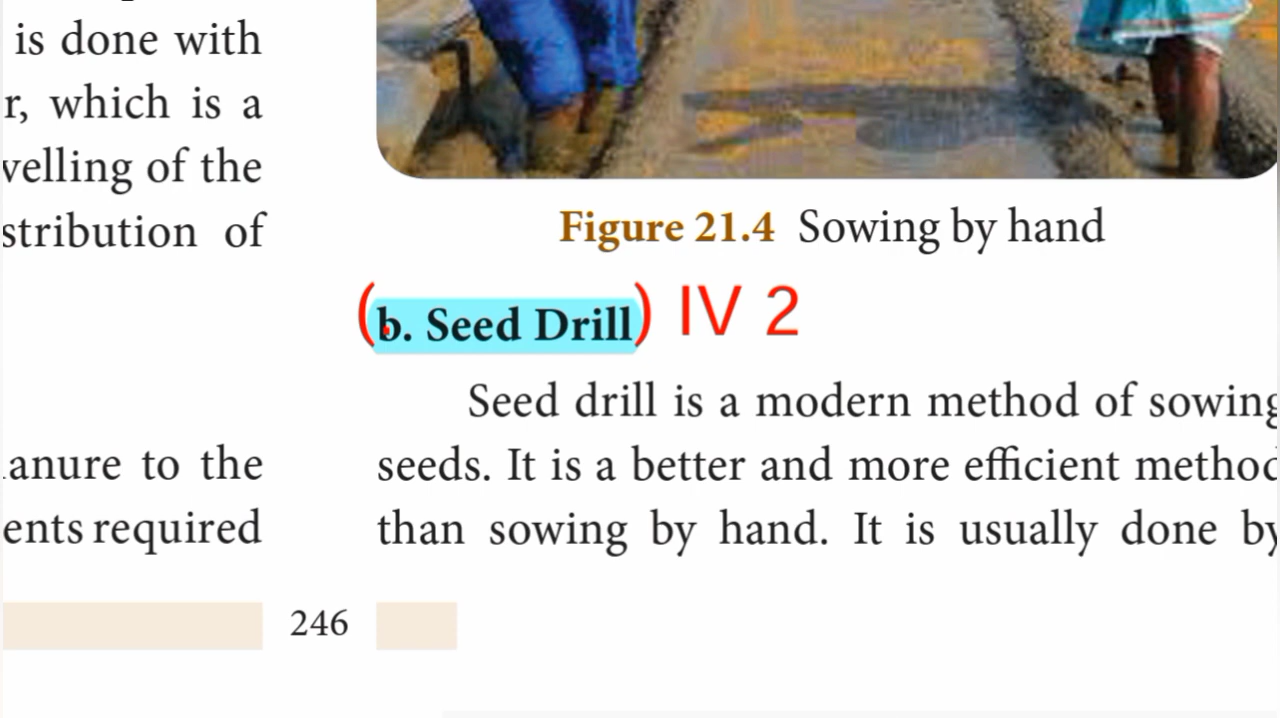 is done with
r, which is a
velling of the
stribution of
anure to the
ents required
Figure 21.4 Sowing by hand
(b. Seed Drill) IV 2
Seed drill is a modern method of sowing
seeds. It is a better and more efficient method
than sowing by hand. It is usually done by
246